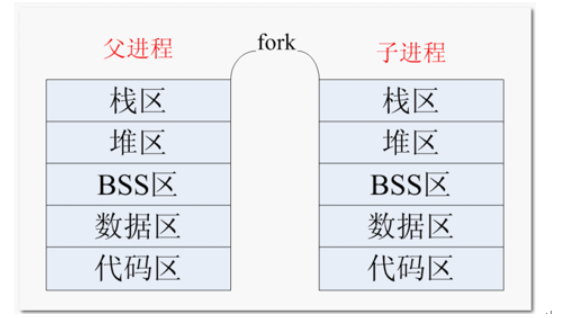 父进程 fork 子进程
栈区 栈区
堆区 堆区
BSS区 BSS区
数据区 数据区
代码区 代码区